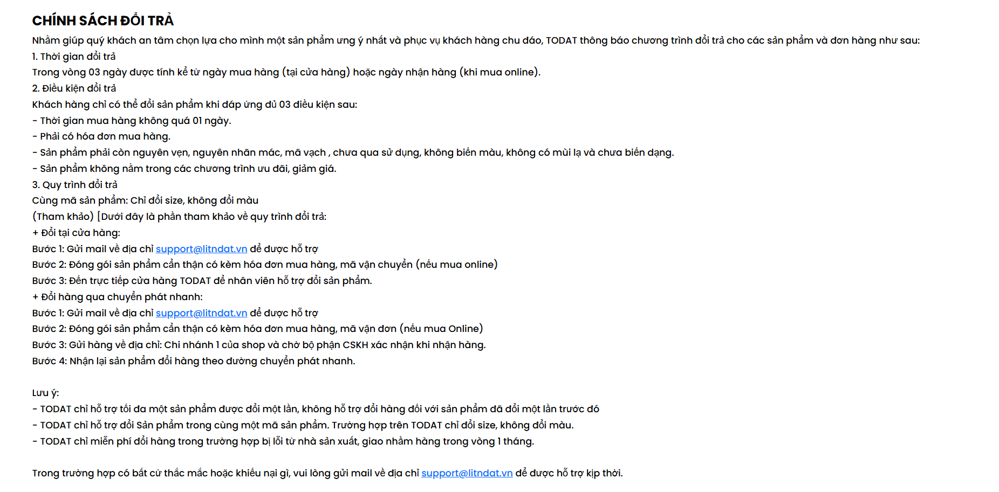 CHÍNH SÁCH ĐỔI TRẢ
Nhằm giúp quý khách an tâm chọn lựa cho mình một sản phẩm ưng ý nhất và phục vụ khách hàng chu đáo, TODAT thông báo chương trình đổi trả cho các sản phẩm và đơn hàng như sau:
1. Thời gian đổi trả
Trong vòng 03 ngày được tính kể từ ngày mua hàng (tại cửa hàng) hoặc ngày nhận hàng (khi mua online).
2. Điều kiện đổi trả
Khách hàng chỉ có thể đổi sản phẩm khi đáp ứng đủ 03 điều kiện sau:
- Thời gian mua hàng không quá 01 ngày.
- Phải có hóa đơn mua hàng.
- Sản phẩm phải còn nguyên vẹn, nguyên nhãn mác, mã vạch , chưa qua sử dụng, không biến màu, không có mùi lạ và chưa biến dạng.
- Sản phẩm không nằm trong các chương trình ưu đãi, giảm giá.
3. Quy trình đổi trả
Cùng mã sản phẩm: Chỉ đổi size, không đổi màu
(Tham khảo) [Dưới đây là phần tham khảo về quy trình đổi trả:
+ Đổi tại cửa hàng:
Bước 1: Gửi mail về địa chỉ support@litndat.vn để được hỗ trợ
Bước 2: Đóng gói sản phẩm cẩn thận có kèm hóa đơn mua hàng, mã vận chuyển (nếu mua online)
Bước 3: Đến trực tiếp cửa hàng TODAT để nhân viên hỗ trợ đổi sản phẩm.
+ Đổi hàng qua chuyển phát nhanh:
Bước 1: Gửi mail về địa chỉ support@litndat.vn để được hỗ trợ
Bước 2: Đóng gói sản phẩm cẩn thận có kèm hóa đơn mua hàng, mã vận đơn (nếu mua Online)
Bước 3: Gửi hàng về địa chỉ: Chi nhánh 1 của shop và chờ bộ phận CSKH xác nhận khi nhận hàng.
Bước 4: Nhận lại sản phẩm đổi hàng theo đường chuyển phát nhanh.
Lưu ý:
- TODAT chỉ hỗ trợ tối đa một sản phẩm được đổi một lần, không hỗ trợ đổi hàng đối với sản phẩm đã đổi một lần trước đó
- TODAT chỉ hỗ trợ đổi Sản phẩm trong cùng một mã sản phẩm. Trường hợp trên TODAT chỉ đổi size, không đổi màu.
- TODAT chỉ miễn phí đổi hàng trong trường hợp bị lỗi từ nhà sản xuất, giao nhầm hàng trong vòng 1 tháng.
Trong trường hợp có bất cứ thắc mắc hoặc khiếu nại gì, vui lòng gửi mail về địa chỉ support@litndat.vn để được hỗ trợ kịp thời.